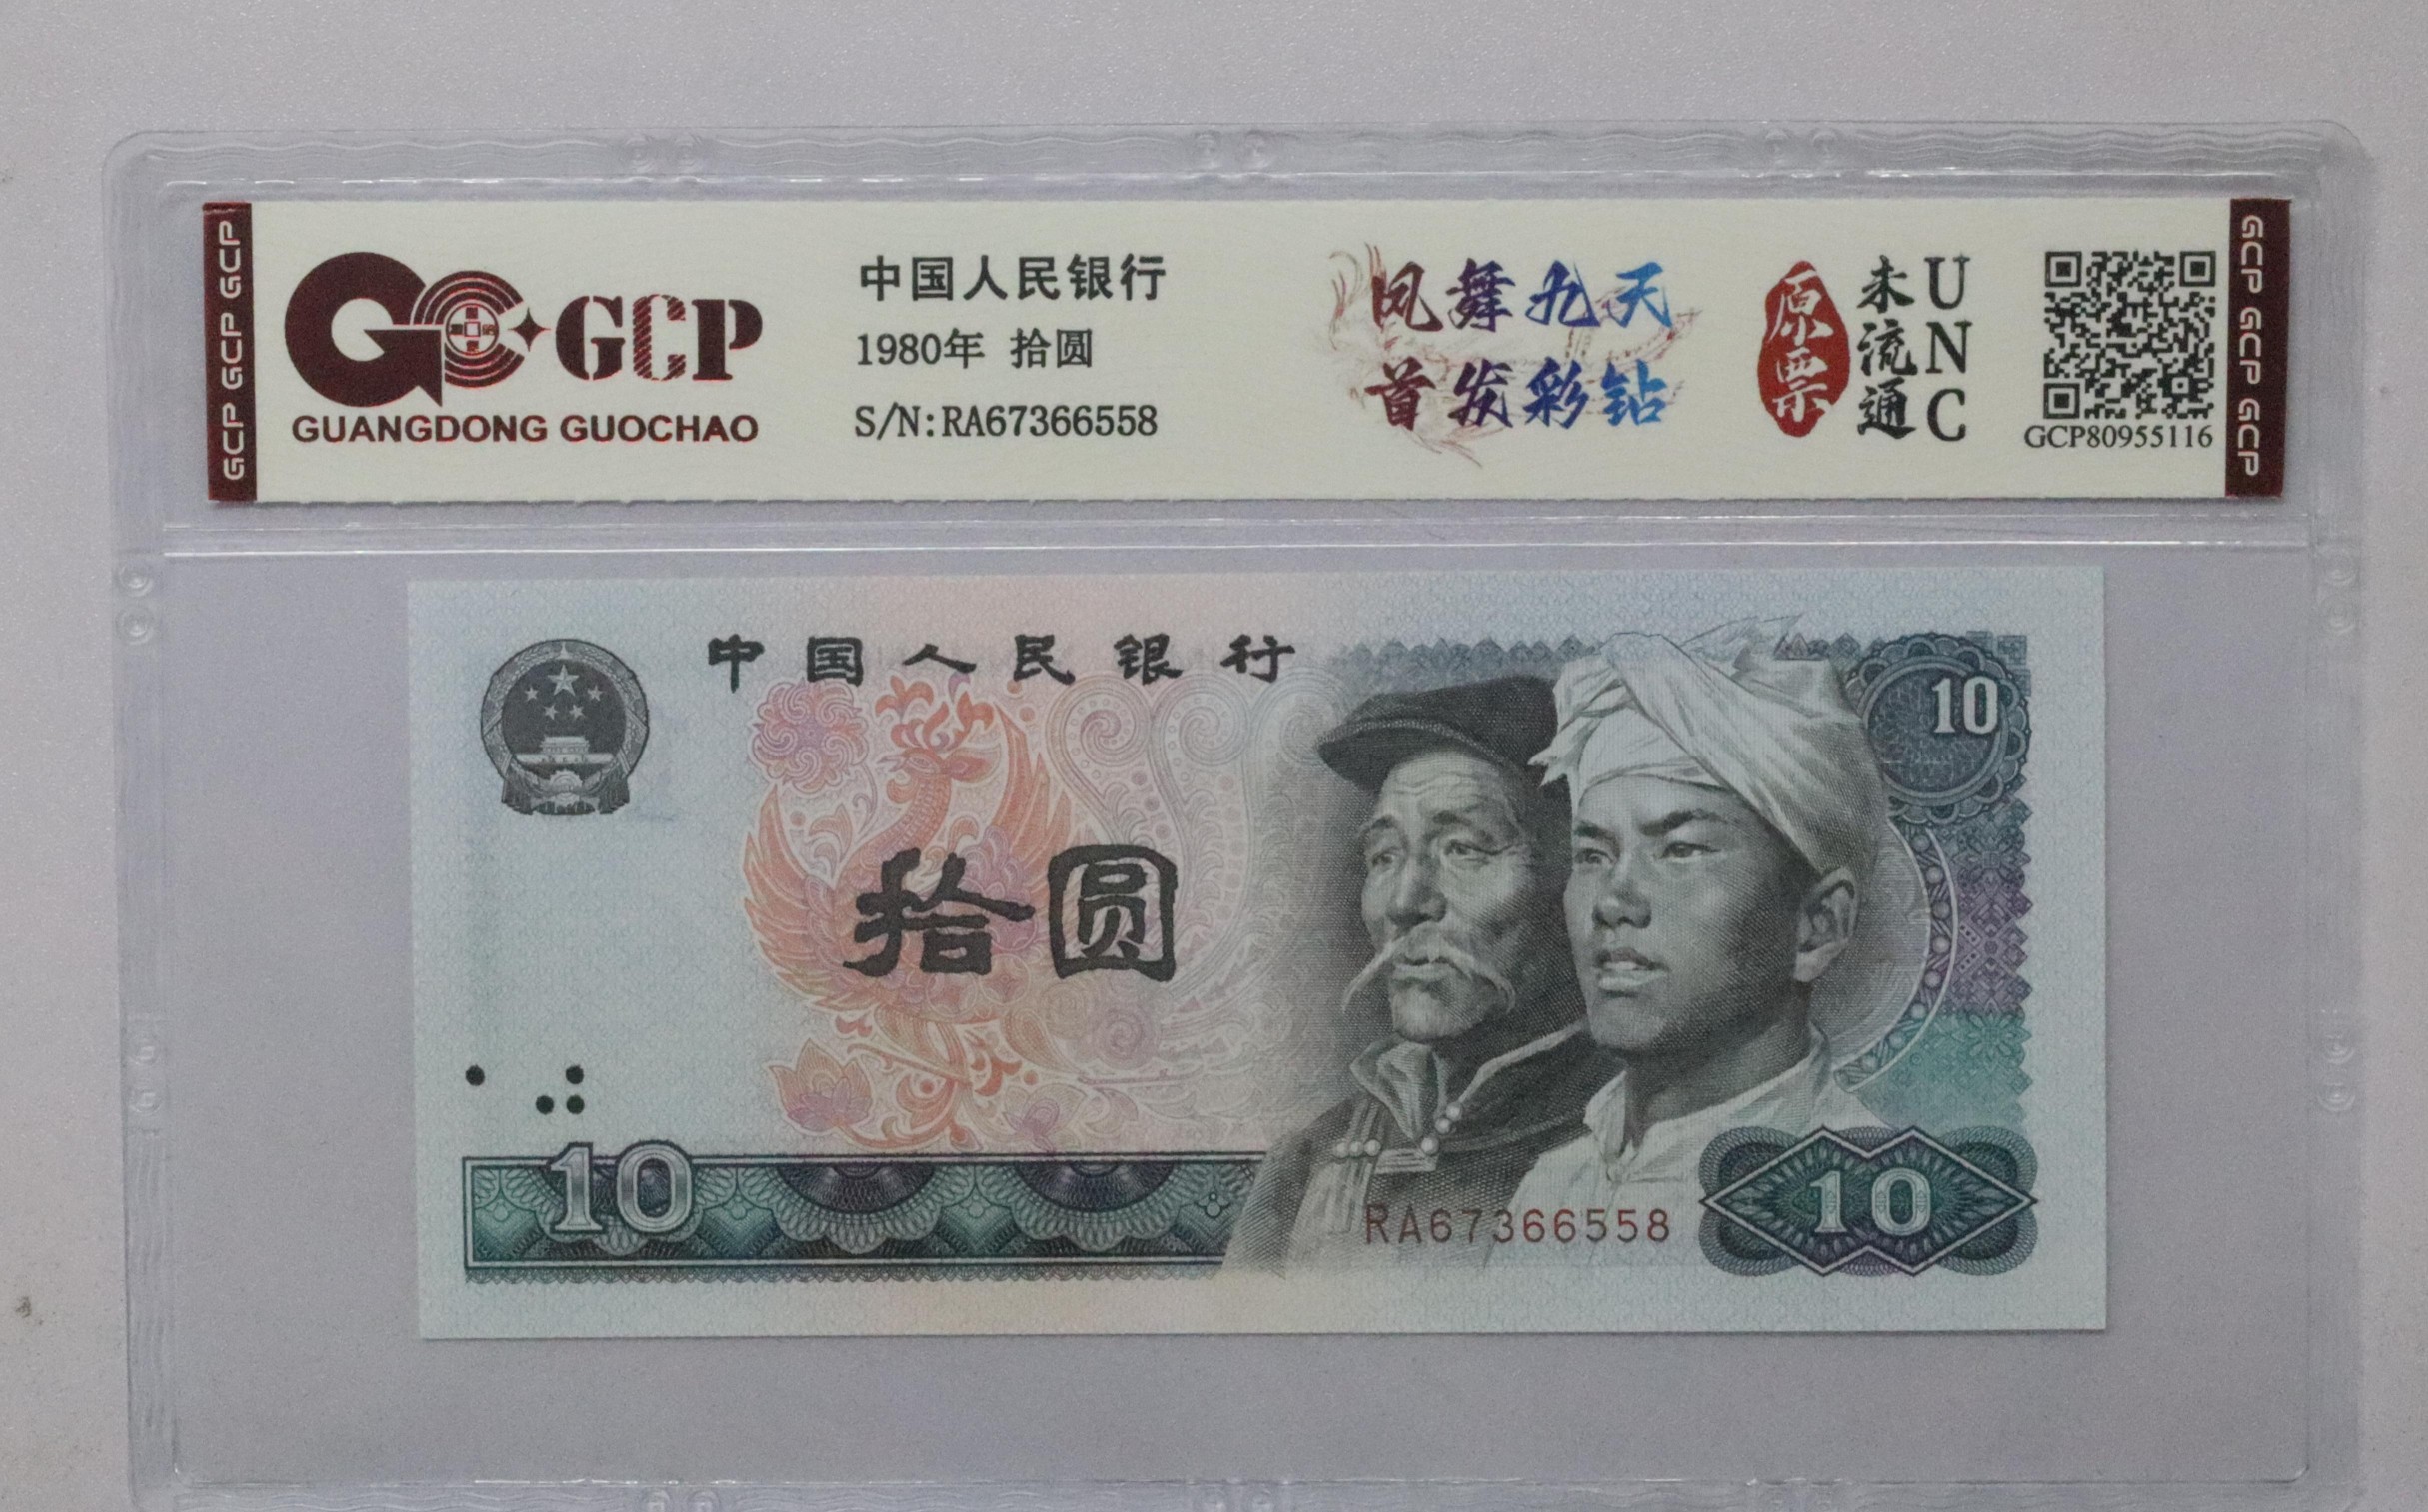 GCP GCP GCP
GCP
GUANGDONG GUOCHAO
中国人民银行
1980年 拾圆
S/N:RA67366558
凤舞九天
首发彩钻
原票
未流通
UNC
GCP80955116
GCP GCP GCP
中国人民银行
10
拾圆
10
RA67366558
10